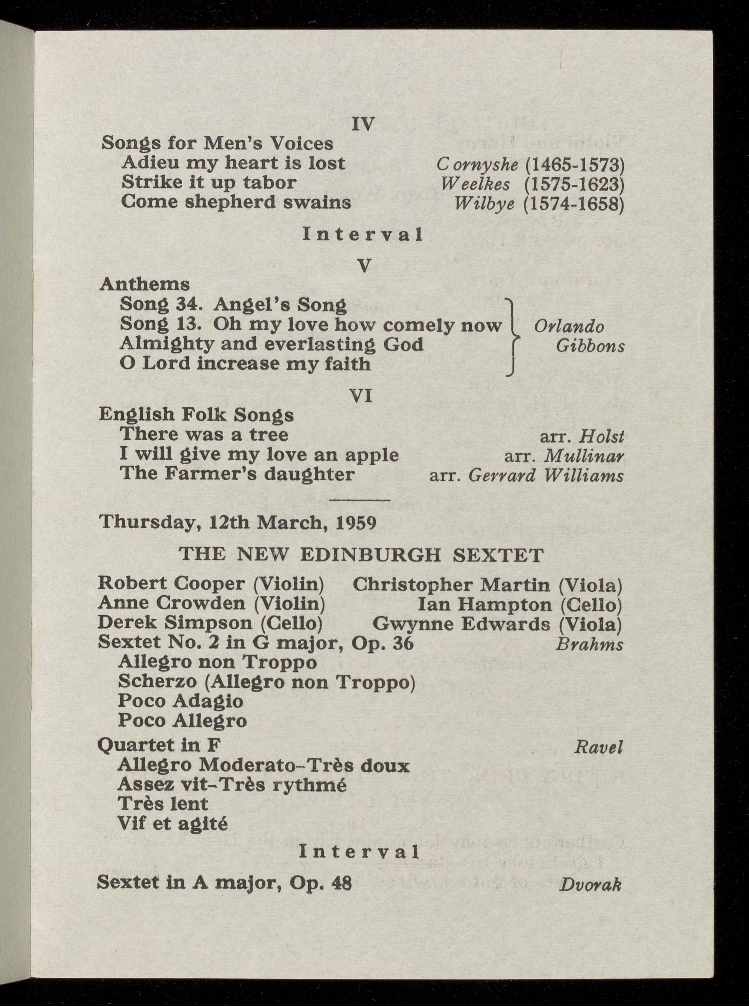 IV
Songs for Men's Voices
Adieu my heart is lost Cornyshe (1465-1573)
Strike it up tabor Weelkes (1575-1623)
Come shepherd swains Wilbye (1574-1658)
Interval
V
Anthems
Song 34. Angel's Song
Song 13. Oh my love how comely now Orlando
Almighty and everlasting God Gibbons
O Lord increase my faith
VI
English Folk Songs
There was a tree arr. Holst
I will give my love an apple arr. Mullinar
The Farmer's daughter arr. Gerrard Williams
Thursday, 12th March, 1959
THE NEW EDINBURGH SEXTET
Robert Cooper (Violin) Christopher Martin (Viola)
Anne Crowden (Violin) Ian Hampton (Cello)
Derek Simpson (Cello) Gwynne Edwards (Viola)
Sextet No. 2 in G major, Op. 36 Brahms
Allegro non Troppo
Scherzo (Allegro non Troppo)
Poco Adagio
Poco Allegro
Quartet in F Ravel
Allegro Moderato-Très doux
Assez vit-Très rythmé
Très lent
Vif et agité
Interval
Sextet in A major, Op. 48 Dvorak